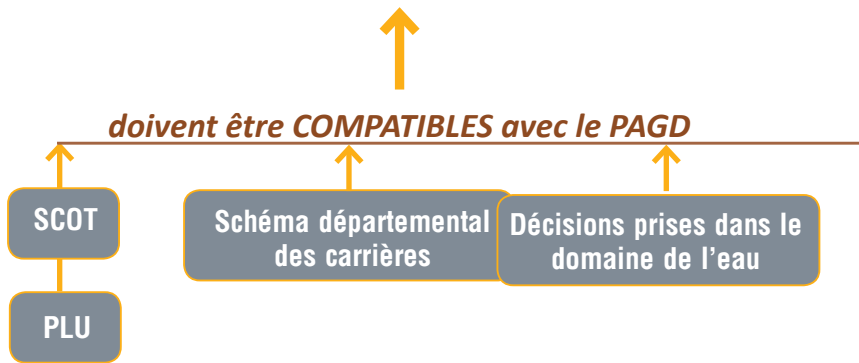 doivent être COMPATIBLES avec le PAGD
SCOT
Schéma départemental
des carrières
Décisions prises dans le
domaine de l’eau
PLU